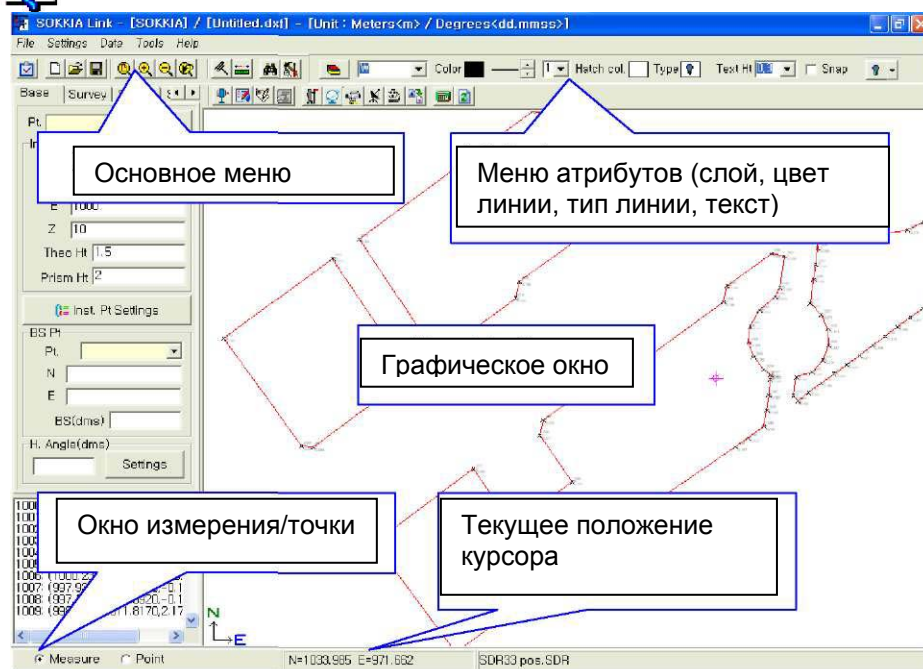 SOKKIA Link - [SOKKIA] / [Untitled.dxf] - [Unit : Meters<m> / Degrees<dd.mmss>]
File Settings Data Tools Help
Color Hatch col. Type Text Ht Snap
Base Survey
Pt.
Основное меню
Меню атрибутов (слой, цвет
линии, тип линии, текст)
E 1000
Z 10
Theo Ht 1.5
Prism Ht 2
Inst. Pt Settings
BS Pt
Pt.
N
E
BS(dms)
H. Angle(dms)
Settings
Графическое окно
Окно измерения/точки
Текущее положение
курсора
N
E
Measure Point N=1033.985 E=971.662 SDR33 pos.SDR